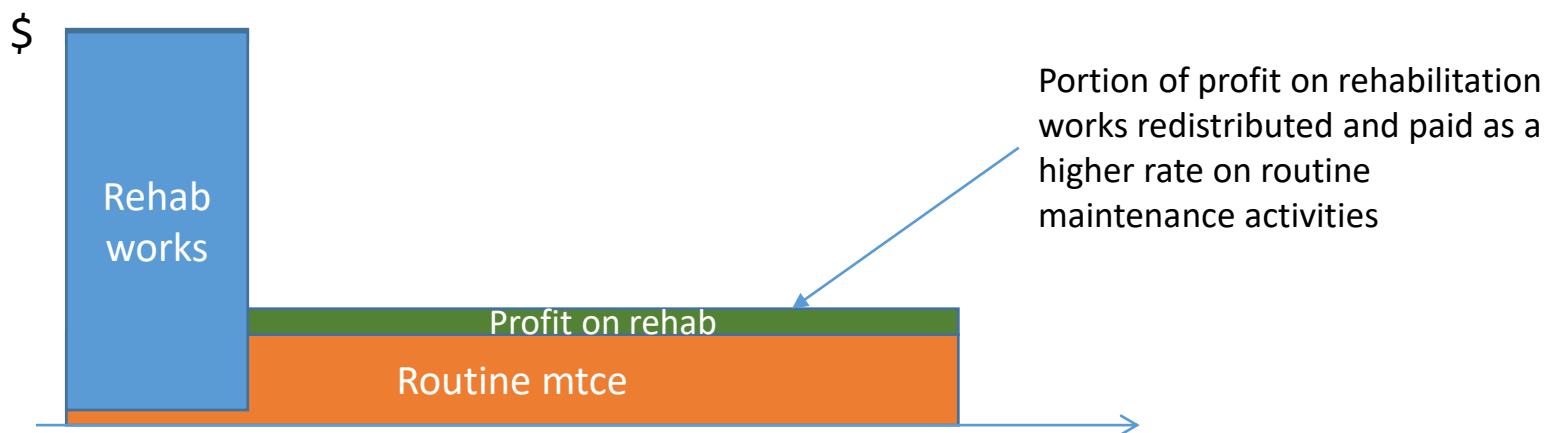 $
Rehab
works
Portion of profit on rehabilitation
works redistributed and paid as a
higher rate on routine
maintenance activities
Profit on rehab
Routine mtce